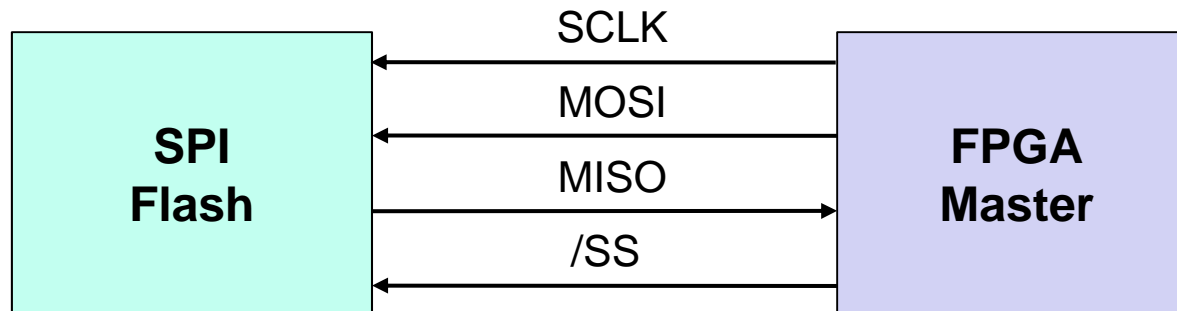 SCLK
MOSI
SPI
Flash
MISO
FPGA
Master
/SS